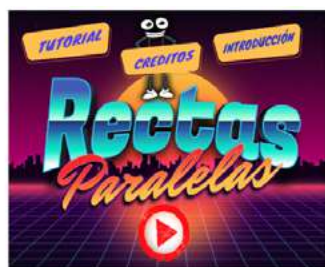 TUTORIAL
CREDITOS
INTRODUCCIÓN
Rectas
Paralelas